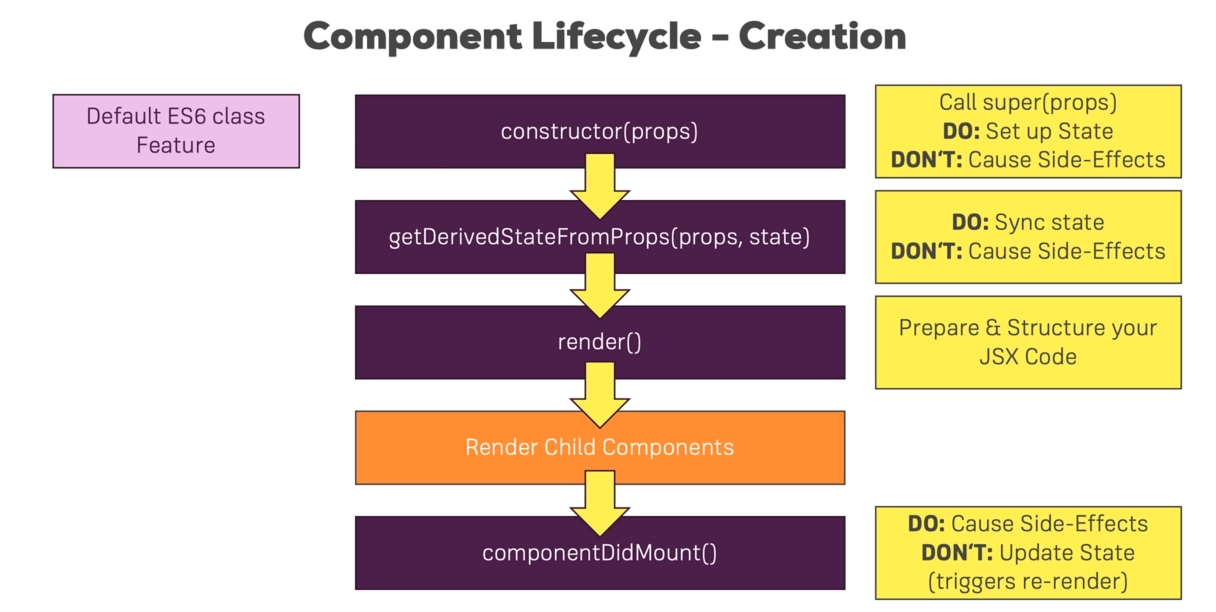 Component Lifecycle – Creation
Default ES6 class
Feature
constructor(props)
Call super(props)
DO: Set up State
DON‘T: Cause Side-Effects
getDerivedStateFromProps(props, state)
DO: Sync state
DON‘T: Cause Side-Effects
render()
Prepare & Structure your
JSX Code
Render Child Components
componentDidMount()
DO: Cause Side-Effects
DON‘T: Update State
(triggers re-render)